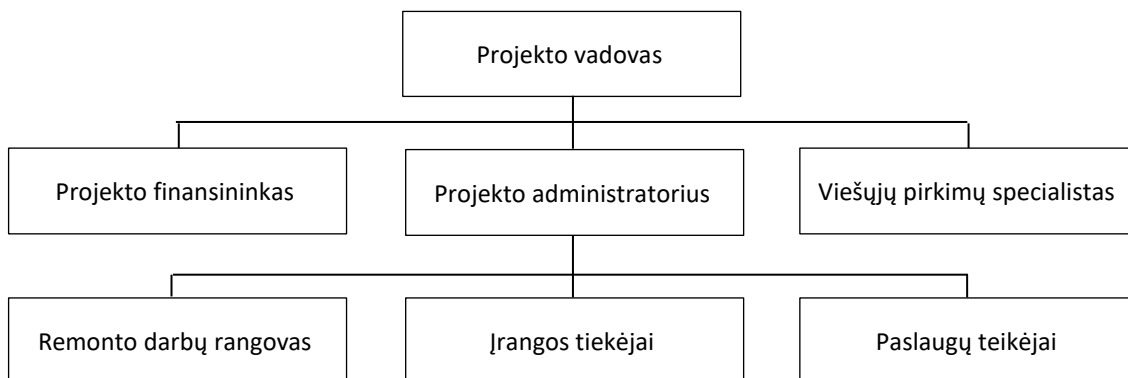 Projekto vadovas
Projekto finansininkas
Projekto administratorius
Viešųjų pirkimų specialistas
Remonto darbų rangovas
Įrangos tiekėjai
Paslaugų teikėjai